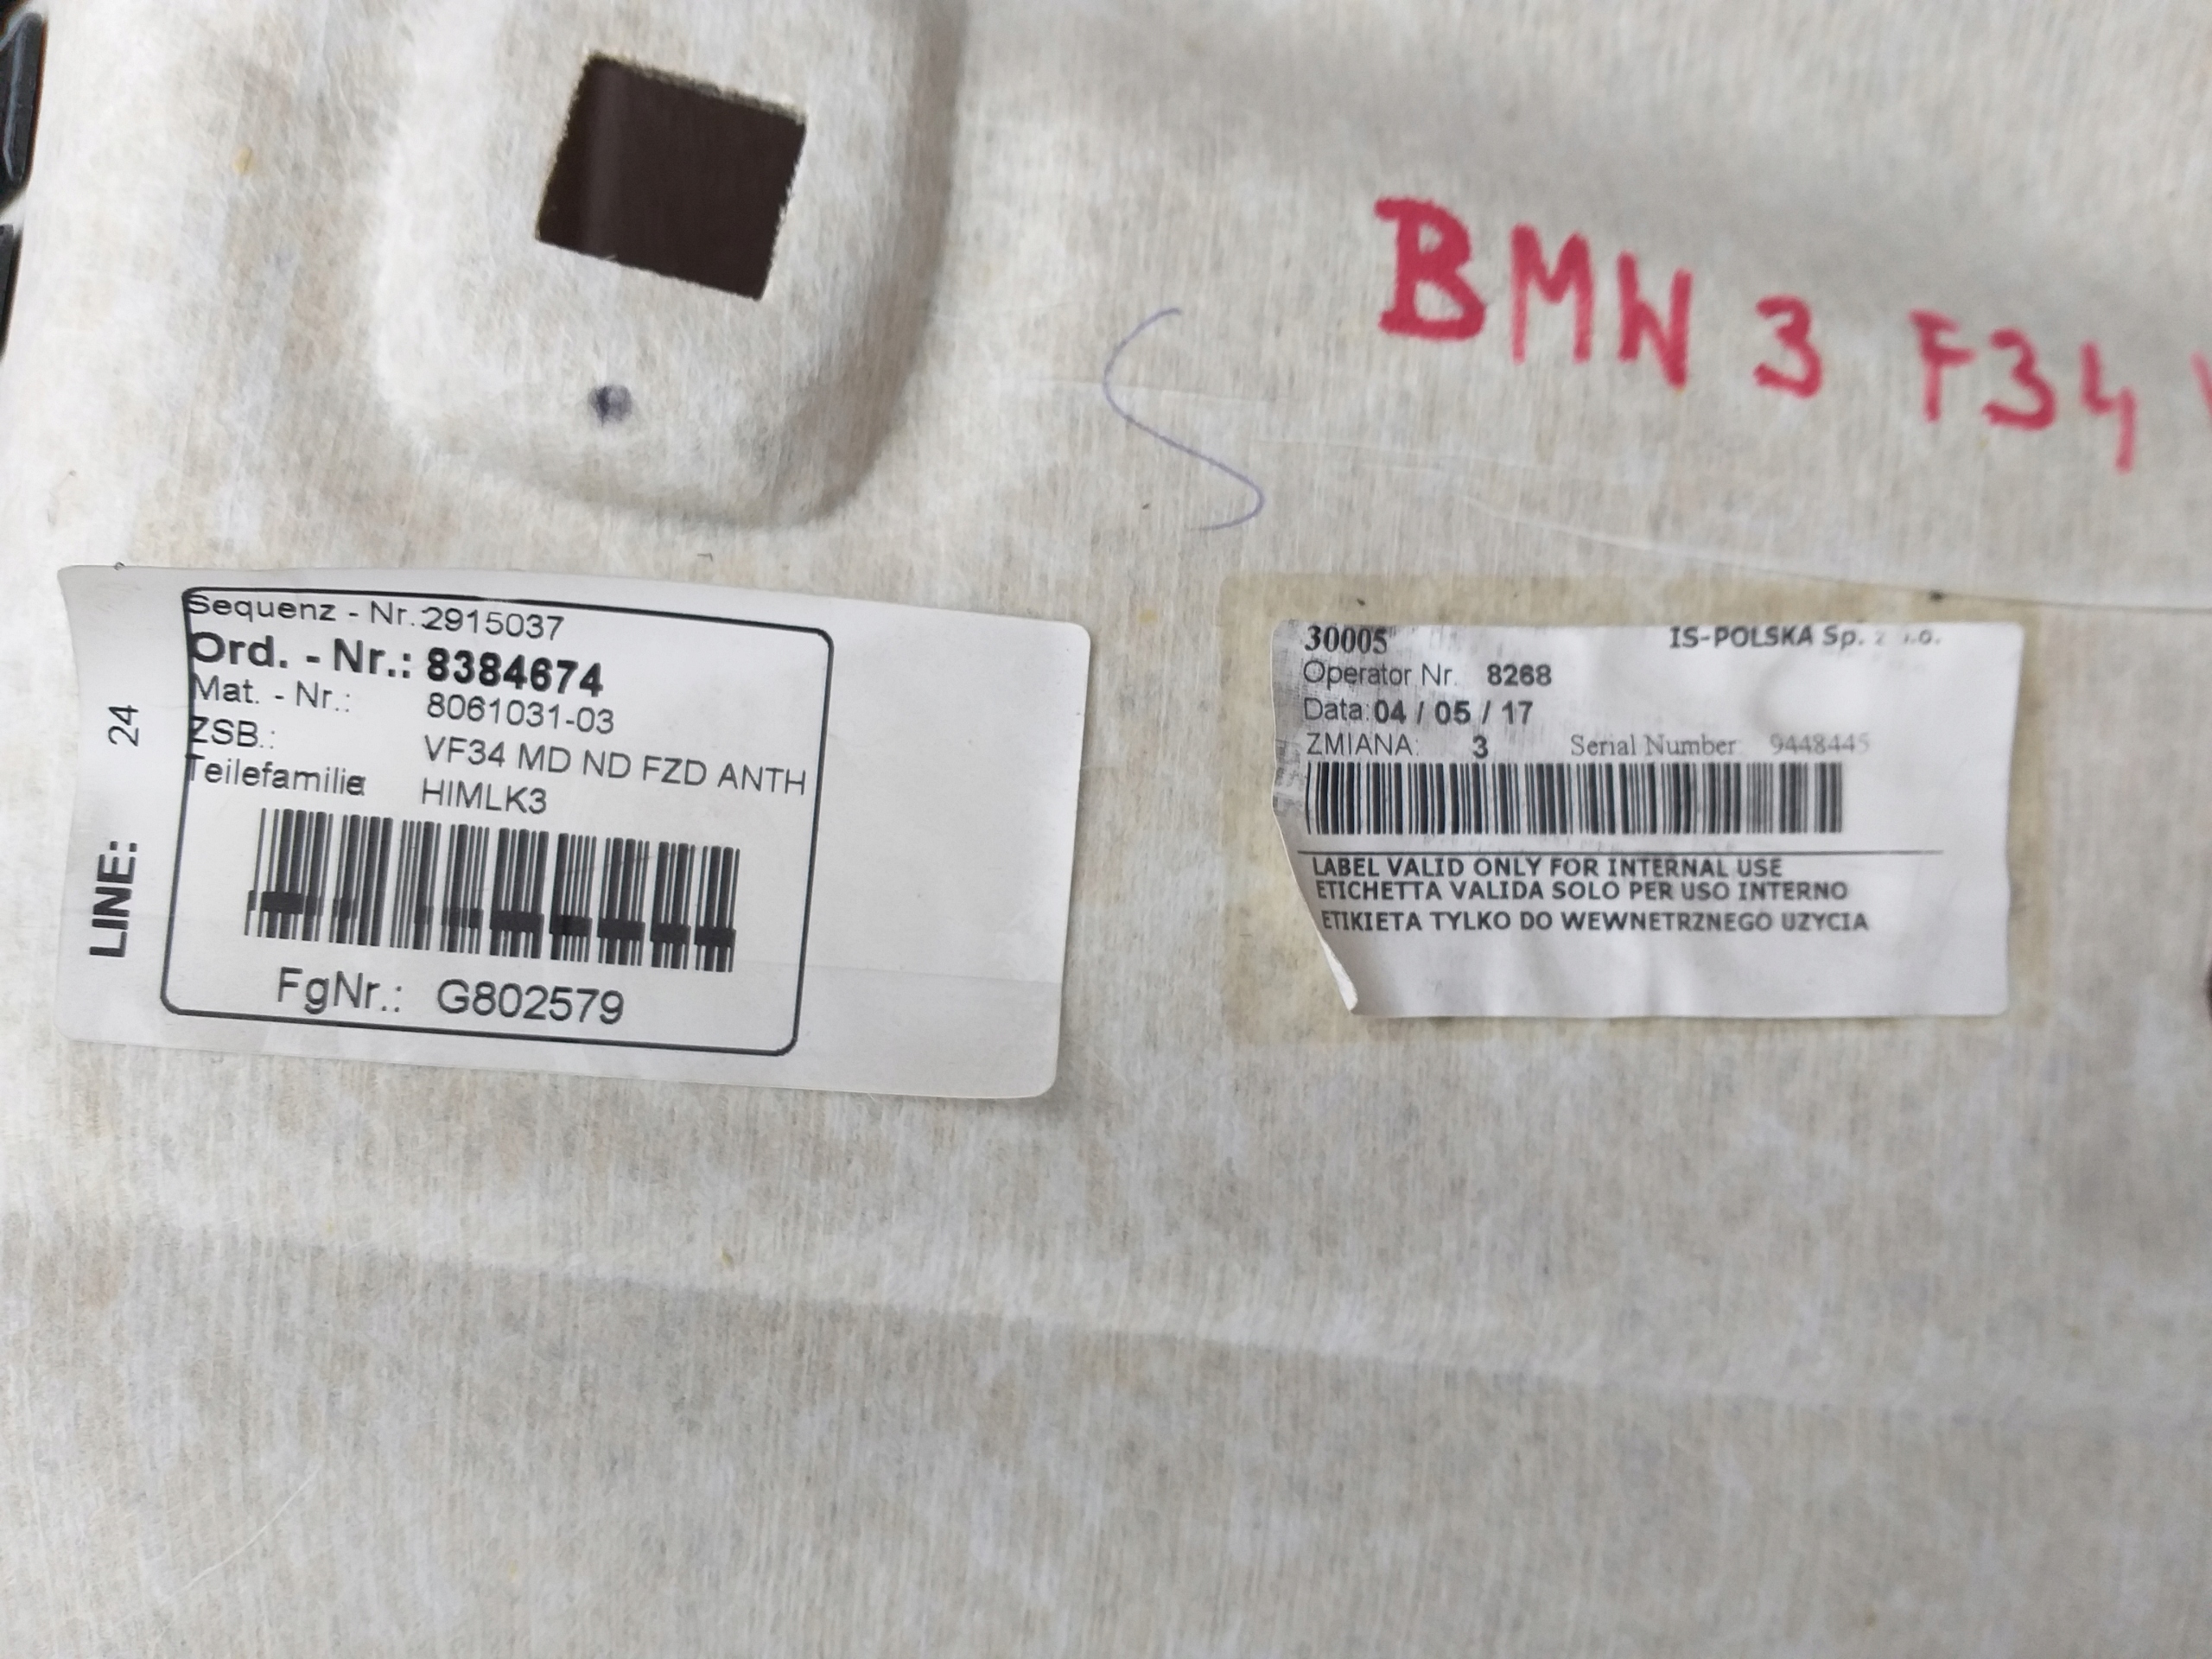 BMW 3 F34
Sequenz - Nr.:2915037
Ord. - Nr.: 8384674
Mat. - Nr.: 8061031-03
ZSB.: VF34 MD ND FZD ANTH
Teilefamilie: HIMLK3
FgNr.: G802579
LINE: 24
30005 IS-POLSKA Sp. z o.o.
Operator Nr. 8268
Data: 04 / 05 / 17
ZMIANA: 3 Serial Number 9448445
LABEL VALID ONLY FOR INTERNAL USE
ETICHETTA VALIDA SOLO PER USO INTERNO
ETIKIETA TYLKO DO WEWNETRZNEGO UZYCIA